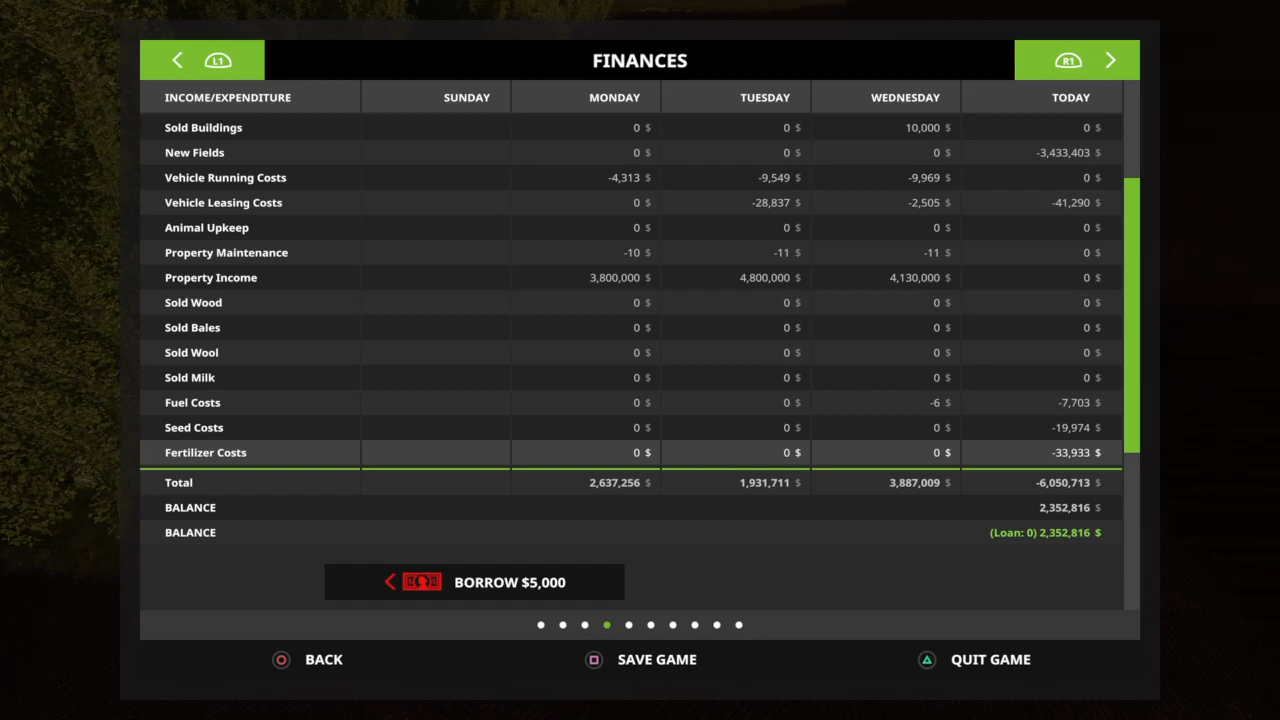 L1 FINANCES R1
INCOME/EXPENDITURE SUNDAY MONDAY TUESDAY WEDNESDAY TODAY
Sold Buildings 0 $ 0 $ 10,000 $ 0 $
New Fields 0 $ 0 $ 0 $ -3,433,403 $
Vehicle Running Costs -4,313 $ -9,549 $ -9,969 $ 0 $
Vehicle Leasing Costs 0 $ -28,837 $ -2,505 $ -41,290 $
Animal Upkeep 0 $ 0 $ 0 $ 0 $
Property Maintenance -10 $ -11 $ -11 $ 0 $
Property Income 3,800,000 $ 4,800,000 $ 4,130,000 $ 0 $
Sold Wood 0 $ 0 $ 0 $ 0 $
Sold Bales 0 $ 0 $ 0 $ 0 $
Sold Wool 0 $ 0 $ 0 $ 0 $
Sold Milk 0 $ 0 $ 0 $ 0 $
Fuel Costs 0 $ 0 $ -6 $ -7,703 $
Seed Costs 0 $ 0 $ 0 $ -19,974 $
Fertilizer Costs 0 $ 0 $ 0 $ -33,933 $
Total 2,637,256 $ 1,931,711 $ 3,887,009 $ -6,050,713 $
BALANCE 2,352,816 $
BALANCE (Loan: 0) 2,352,816 $
BORROW $5,000
BACK SAVE GAME QUIT GAME